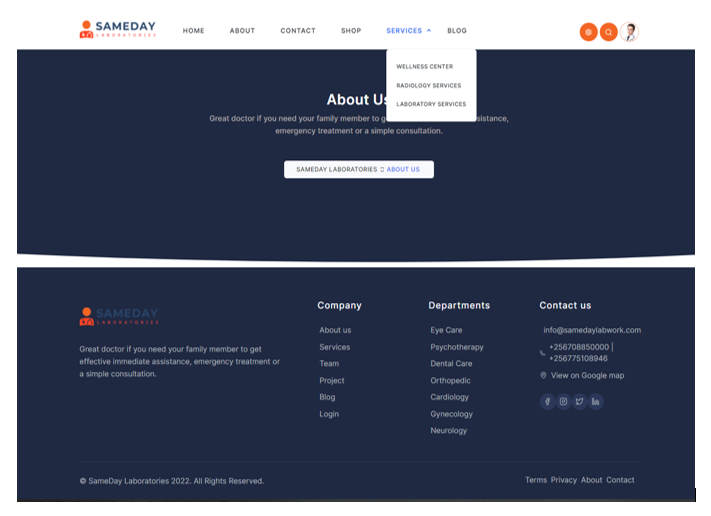 SAMEDAY
LABORATORIES
HOME ABOUT CONTACT SHOP SERVICES BLOG
WELLNESS CENTER
RADIOLOGY SERVICES
LABORATORY SERVICES
About Us
Great doctor if you need your family member to g sistance,
emergency treatment or a simple consultation.
SAMEDAY LABORATORIES ▯ ABOUT US
SAMEDAY
LABORATORIES
Great doctor if you need your family member to get
effective immediate assistance, emergency treatment or
a simple consultation.
Company
About us
Services
Team
Project
Blog
Login
Departments
Eye Care
Psychotherapy
Dental Care
Orthopedic
Cardiology
Gynecology
Neurology
Contact us
info@samedaylabwork.com
+256708850000 |
+256775108946
View on Google map
© SameDay Laboratories 2022. All Rights Reserved.
Terms Privacy About Contact